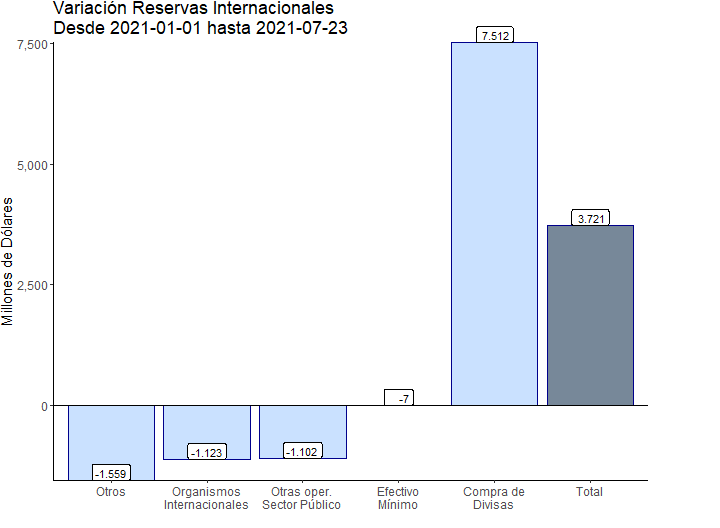 Variación Reservas Internacionales
Desde 2021-01-01 hasta 2021-07-23
Millones de Dólares
7,500
5,000
2,500
0
7.512
3.721
-7
-1.123
-1.102
-1.559
Otros
Organismos
Internacionales
Otras oper.
Sector Público
Efectivo
Mínimo
Compra de
Divisas
Total